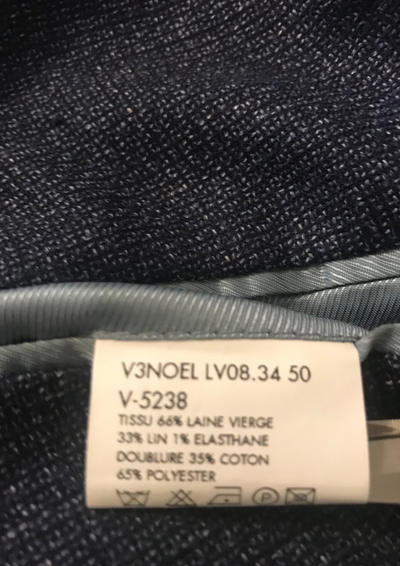 V3NOEL LV08.34 50
V-5238
TISSU 66% LAINE VIERGE
33% LIN 1% ELASTHANE
DOUBLURE 35% COTON
65% POLYESTER
P